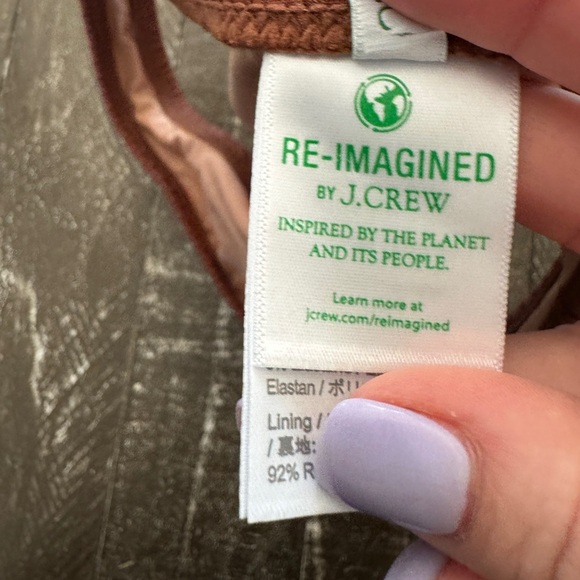 RE-IMAGINED
BY J.CREW
INSPIRED BY THE PLANET
AND ITS PEOPLE.
Learn more at
jcrew.com/reimagined
Elastan / ポリ
Lining /
/ 裏地:
92% R